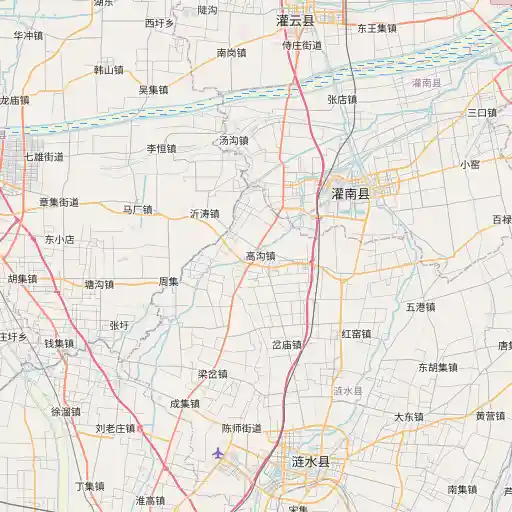 湖东
陡沟
灌云县
西圩乡
东王集镇
华冲镇
侍庄街道
南岗镇
韩山镇
灌南县
吴集镇
龙庙镇
张店镇
三口镇
汤沟镇
李恒镇
七雄街道
小窑
灌南县
章集街道
马厂镇
沂涛镇
百禄
东小店
高沟镇
胡集镇
塘沟镇
周集
五港镇
张圩
红窑镇
庄圩乡
钱集镇
岔庙镇
唐集
东胡集镇
梁岔镇
涟水县
成集镇
徐溜镇
大东镇
黄营镇
刘老庄镇
陈师街道
涟水县
丁集镇
南集镇
淮高镇
宋集